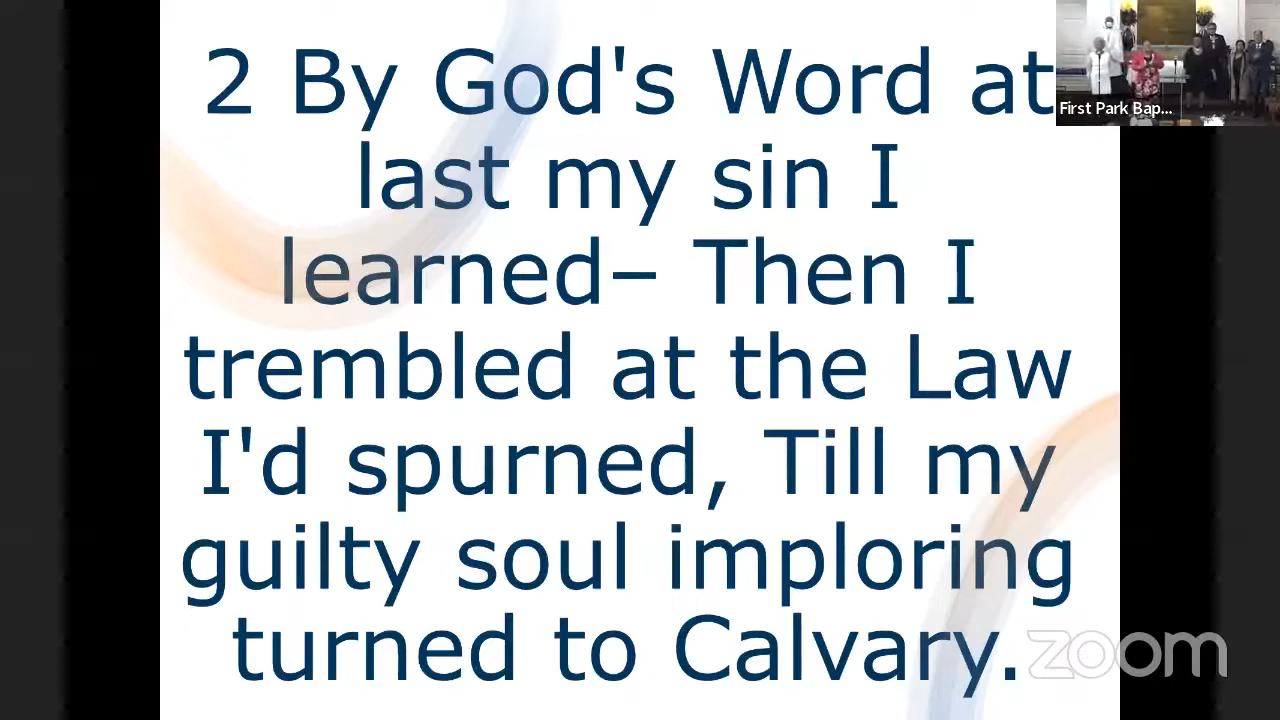 2 By God's Word at
last my sin I
learned– Then I
trembled at the Law
I'd spurned, Till my
guilty soul imploring
turned to Calvary.
First Park Bap...
zoom